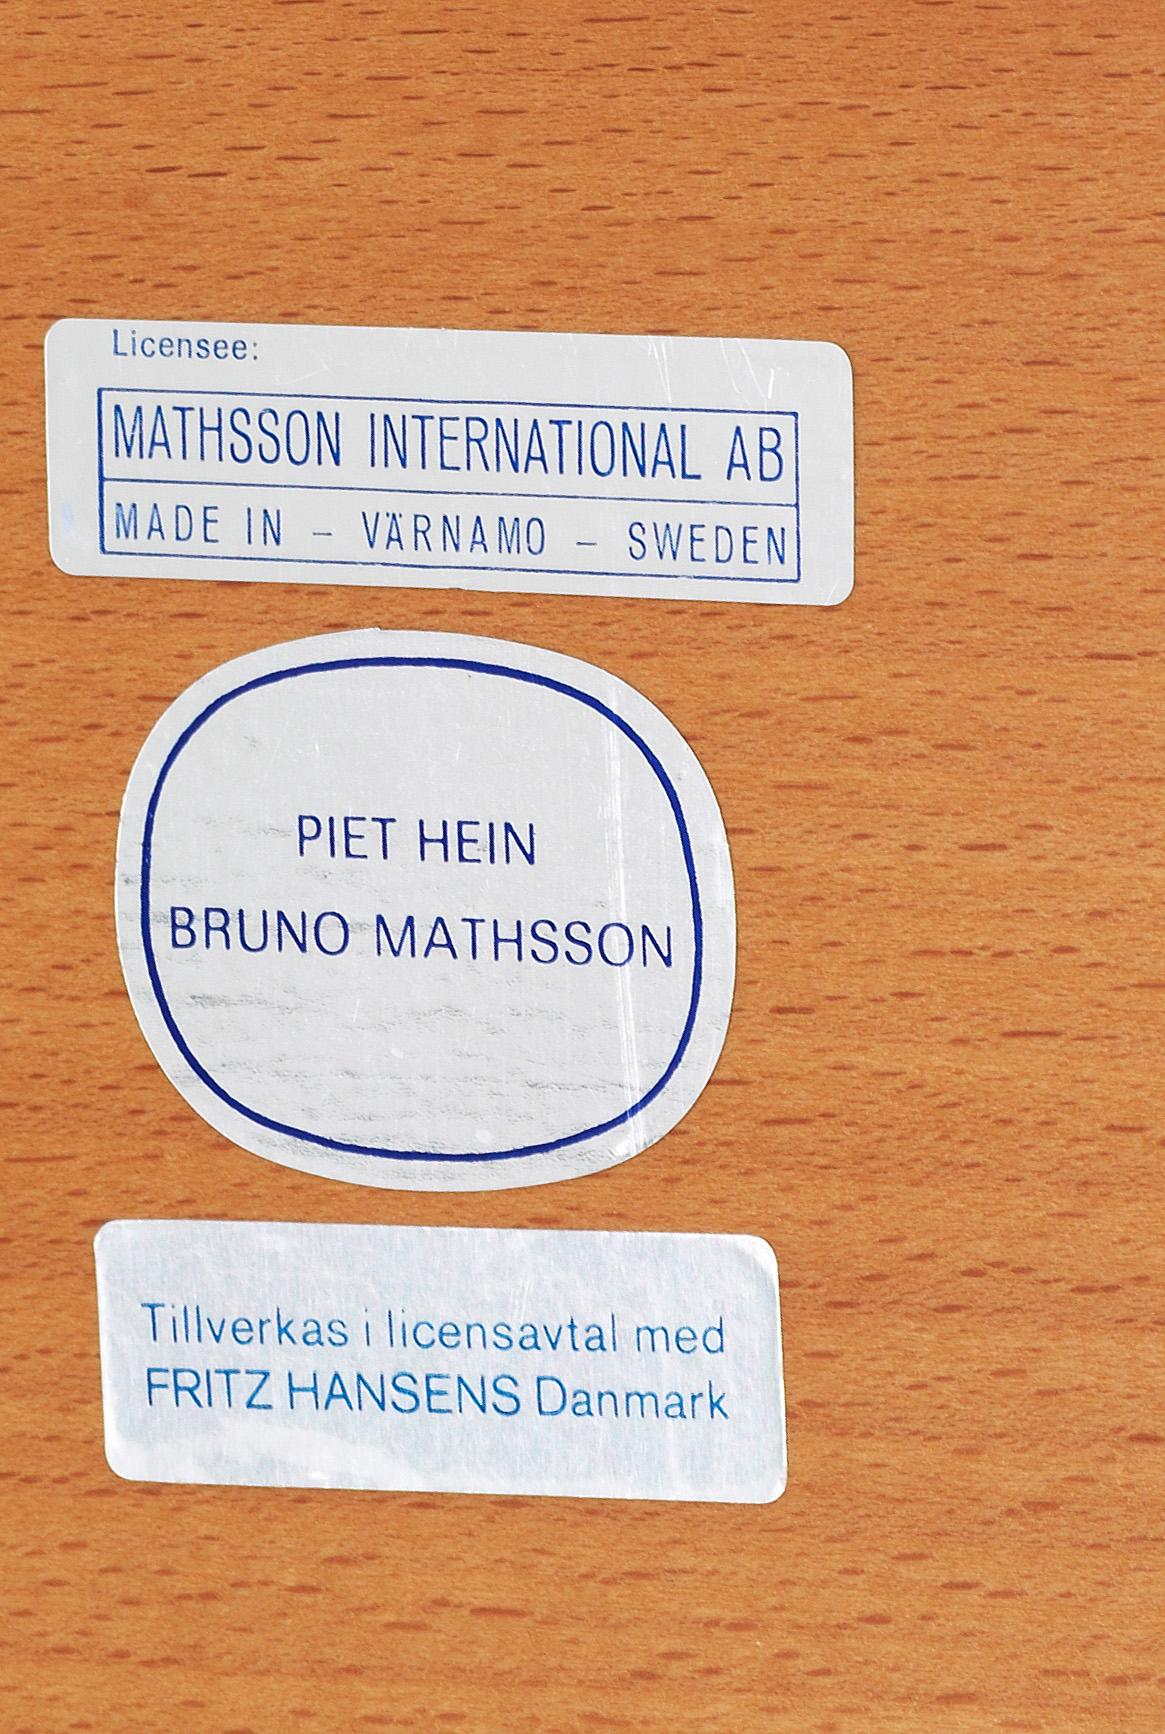 Licensee:
MATHSSON INTERNATIONAL AB
MADE IN – VÄRNAMO – SWEDEN
PIET HEIN
BRUNO MATHSSON
Tillverkas i licensavtal med
FRITZ HANSENS Danmark